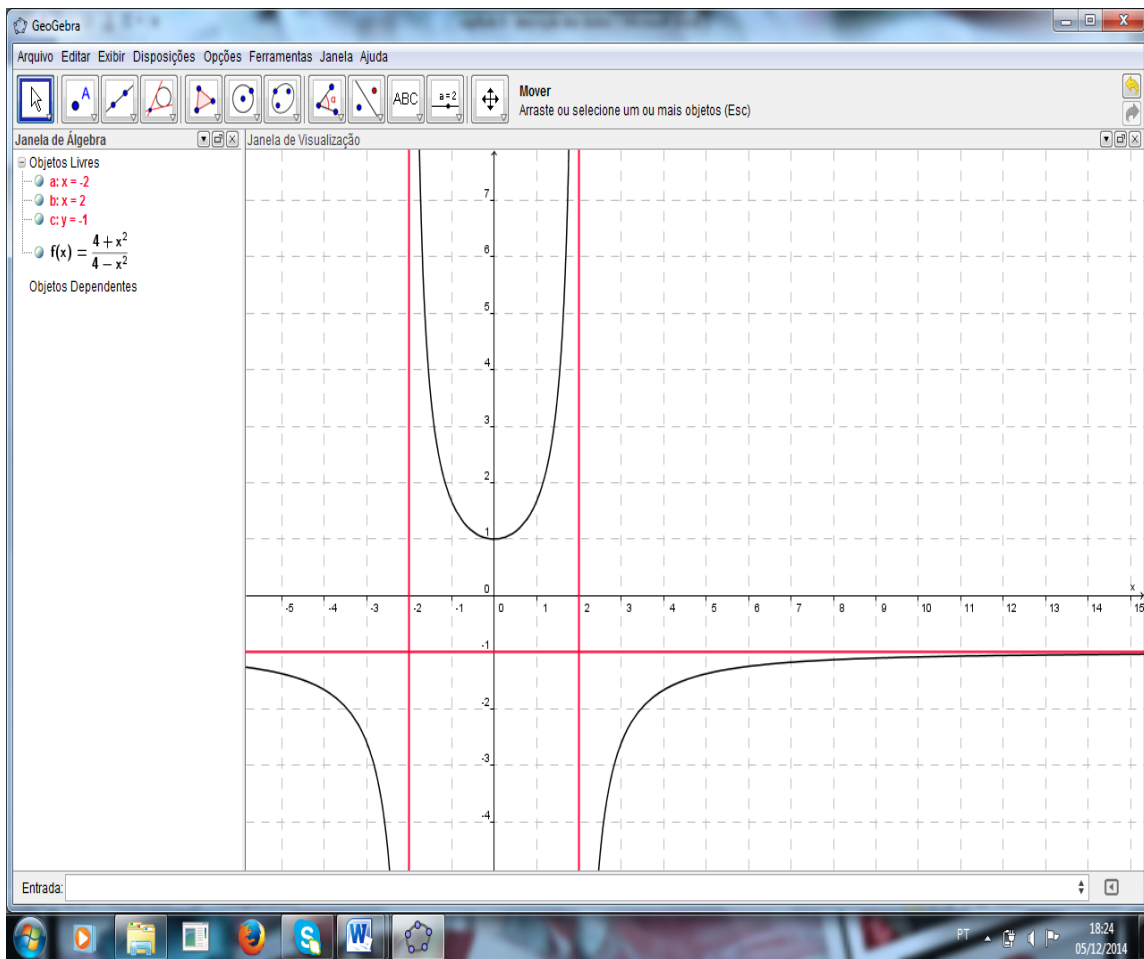 GeoGebra
Arquivo Editar Exibir Disposições Opções Ferramentas Janela Ajuda
A
α
ABC
a=2
Mover
Arraste ou selecione um ou mais objetos (Esc)
Janela de Álgebra
Janela de Visualização
Objetos Livres
a: x = -2
b: x = 2
c: y = -1
f(x) = (4 + x²)/(4 − x²)
Objetos Dependentes
7
6
5
4
3
2
1
0
x
-5 -4 -3 -2 -1 0 1 2 3 4 5 6 7 8 9 10 11 12 13 14 15
-1
-2
-3
-4
Entrada:
S
W
PT
18:24
05/12/2014